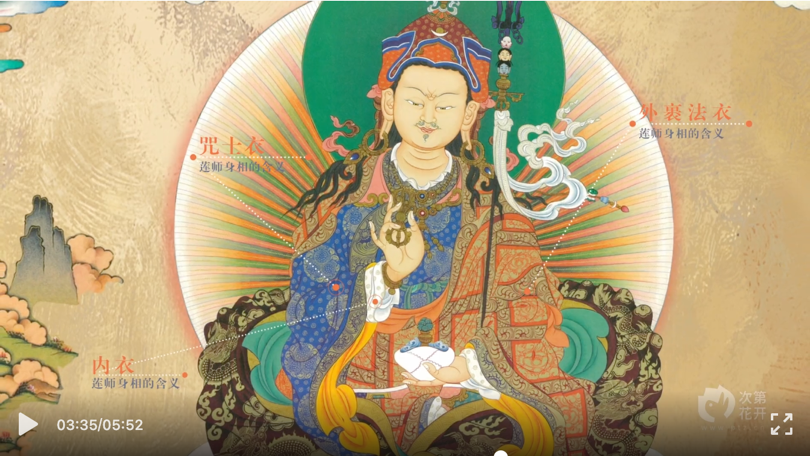 外裹法衣
莲师身相的含义
咒士衣
莲师身相的含义
内衣
莲师身相的含义
03:35/05:52
次第
花开